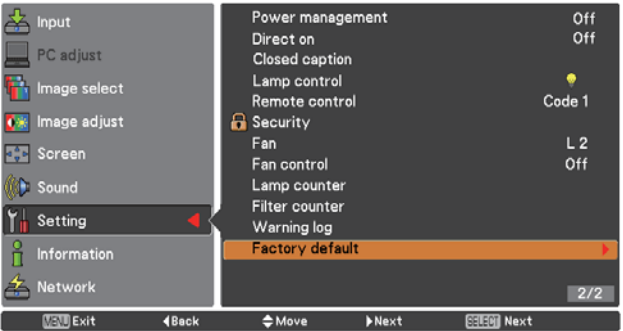 Input
PC adjust
Image select
Image adjust
Screen
Sound
Setting
Information
Network
Power management Off
Direct on Off
Closed caption
Lamp control
Remote control Code 1
Security
Fan L 2
Fan control Off
Lamp counter
Filter counter
Warning log
Factory default
2/2
MENU Exit Back Move Next SELECT Next